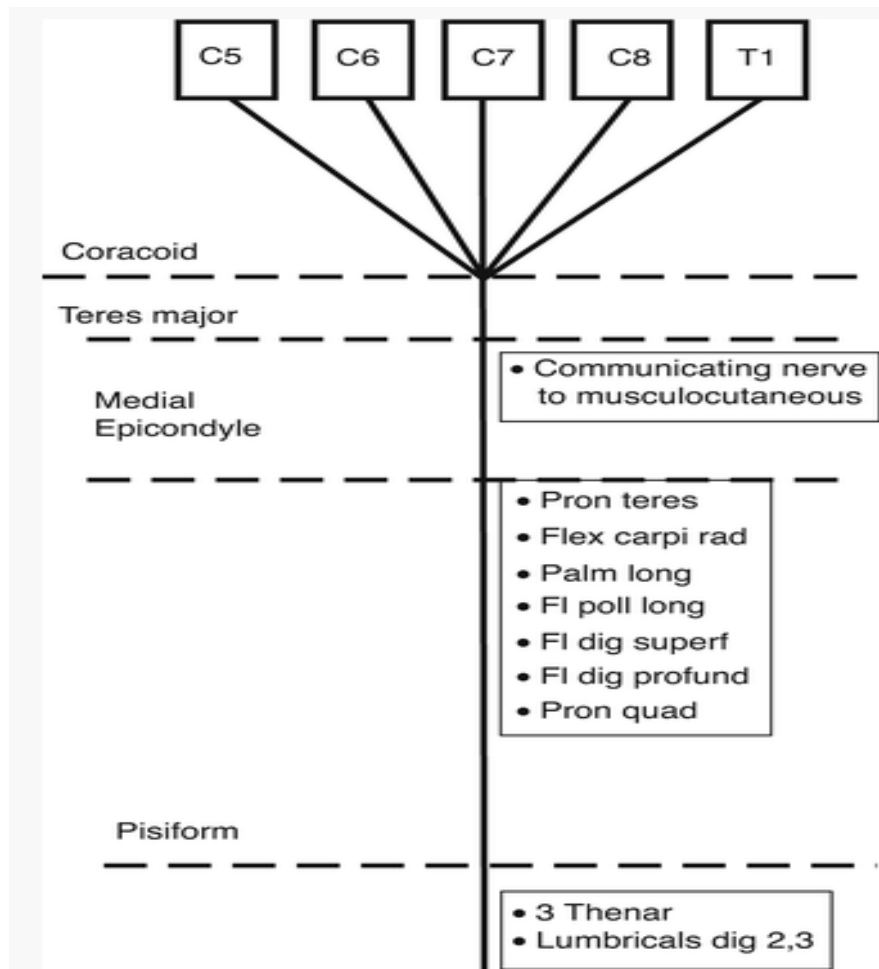 C5 C6 C7 C8 T1
Coracoid
Teres major
• Communicating nerve
to musculocutaneous
Medial
Epicondyle
• Pron teres
• Flex carpi rad
• Palm long
• Fl poll long
• Fl dig superf
• Fl dig profund
• Pron quad
Pisiform
• 3 Thenar
• Lumbricals dig 2,3